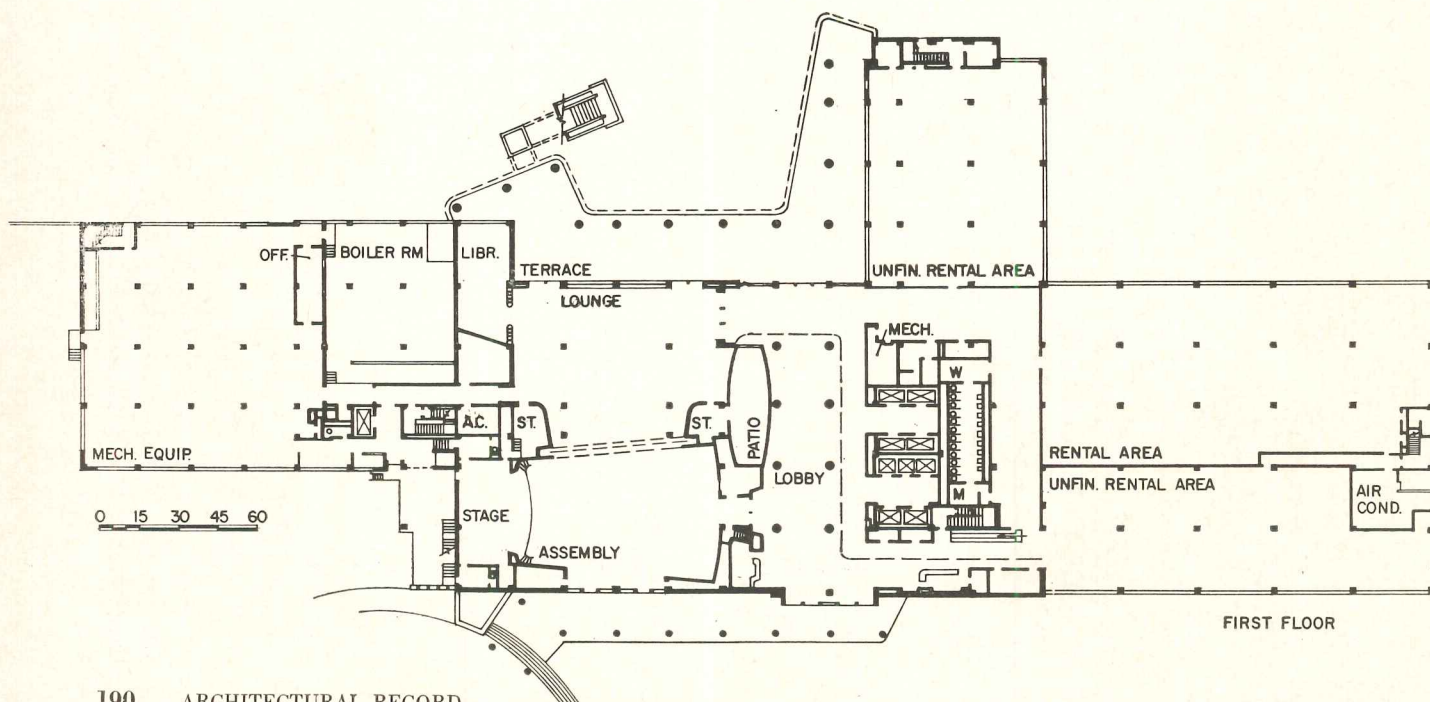 OFF.
BOILER RM
LIBR.
TERRACE
LOUNGE
UNFIN. RENTAL AREA
MECH.
W
A.C.
ST.
ST.
PATIO
MECH. EQUIP.
LOBBY
RENTAL AREA
UNFIN. RENTAL AREA
M
AIR
COND.
STAGE
ASSEMBLY
0 15 30 45 60
FIRST FLOOR
190 ARCHITECTURAL RECORD